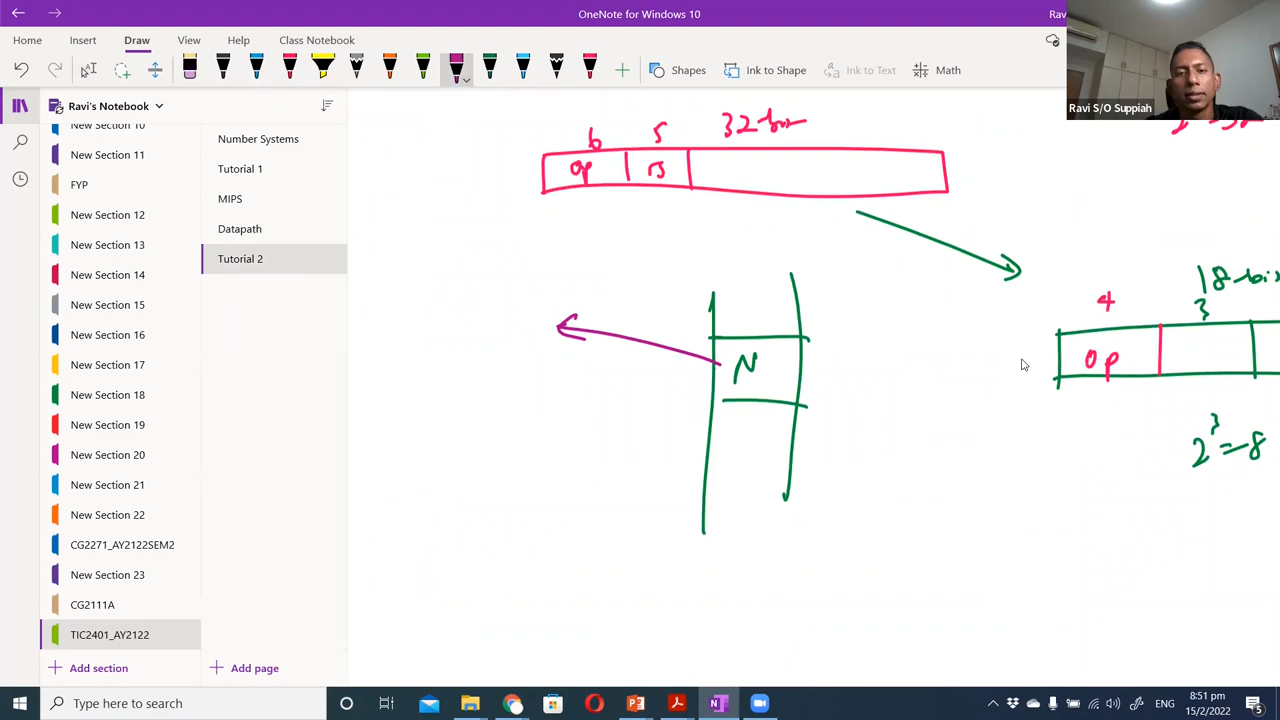 OneNote for Windows 10
Ravi
Home
Insert
Draw
View
Help
Class Notebook
Shapes
Ink to Shape
Ink to Text
Math
Ravi S/O Suppiah
Ravi's Notebook
New Section 10
New Section 11
FYP
New Section 12
New Section 13
New Section 14
New Section 15
New Section 16
New Section 17
New Section 18
New Section 19
New Section 20
New Section 21
New Section 22
CG2271_AY2122SEM2
New Section 23
CG2111A
TIC2401_AY2122
Add section
Number Systems
Tutorial 1
MIPS
Datapath
Tutorial 2
Add page
6 5 32-bit
op rs
N
18-bits
4 3
op
2³=8
Type here to search
8:51 pm
15/2/2022
5